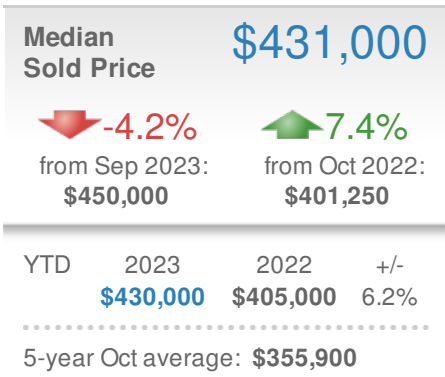 Median $431,000
Sold Price
-4.2% 7.4%
from Sep 2023: from Oct 2022:
$450,000 $401,250
YTD 2023 2022 +/-
$430,000 $405,000 6.2%
5-year Oct average: $355,900